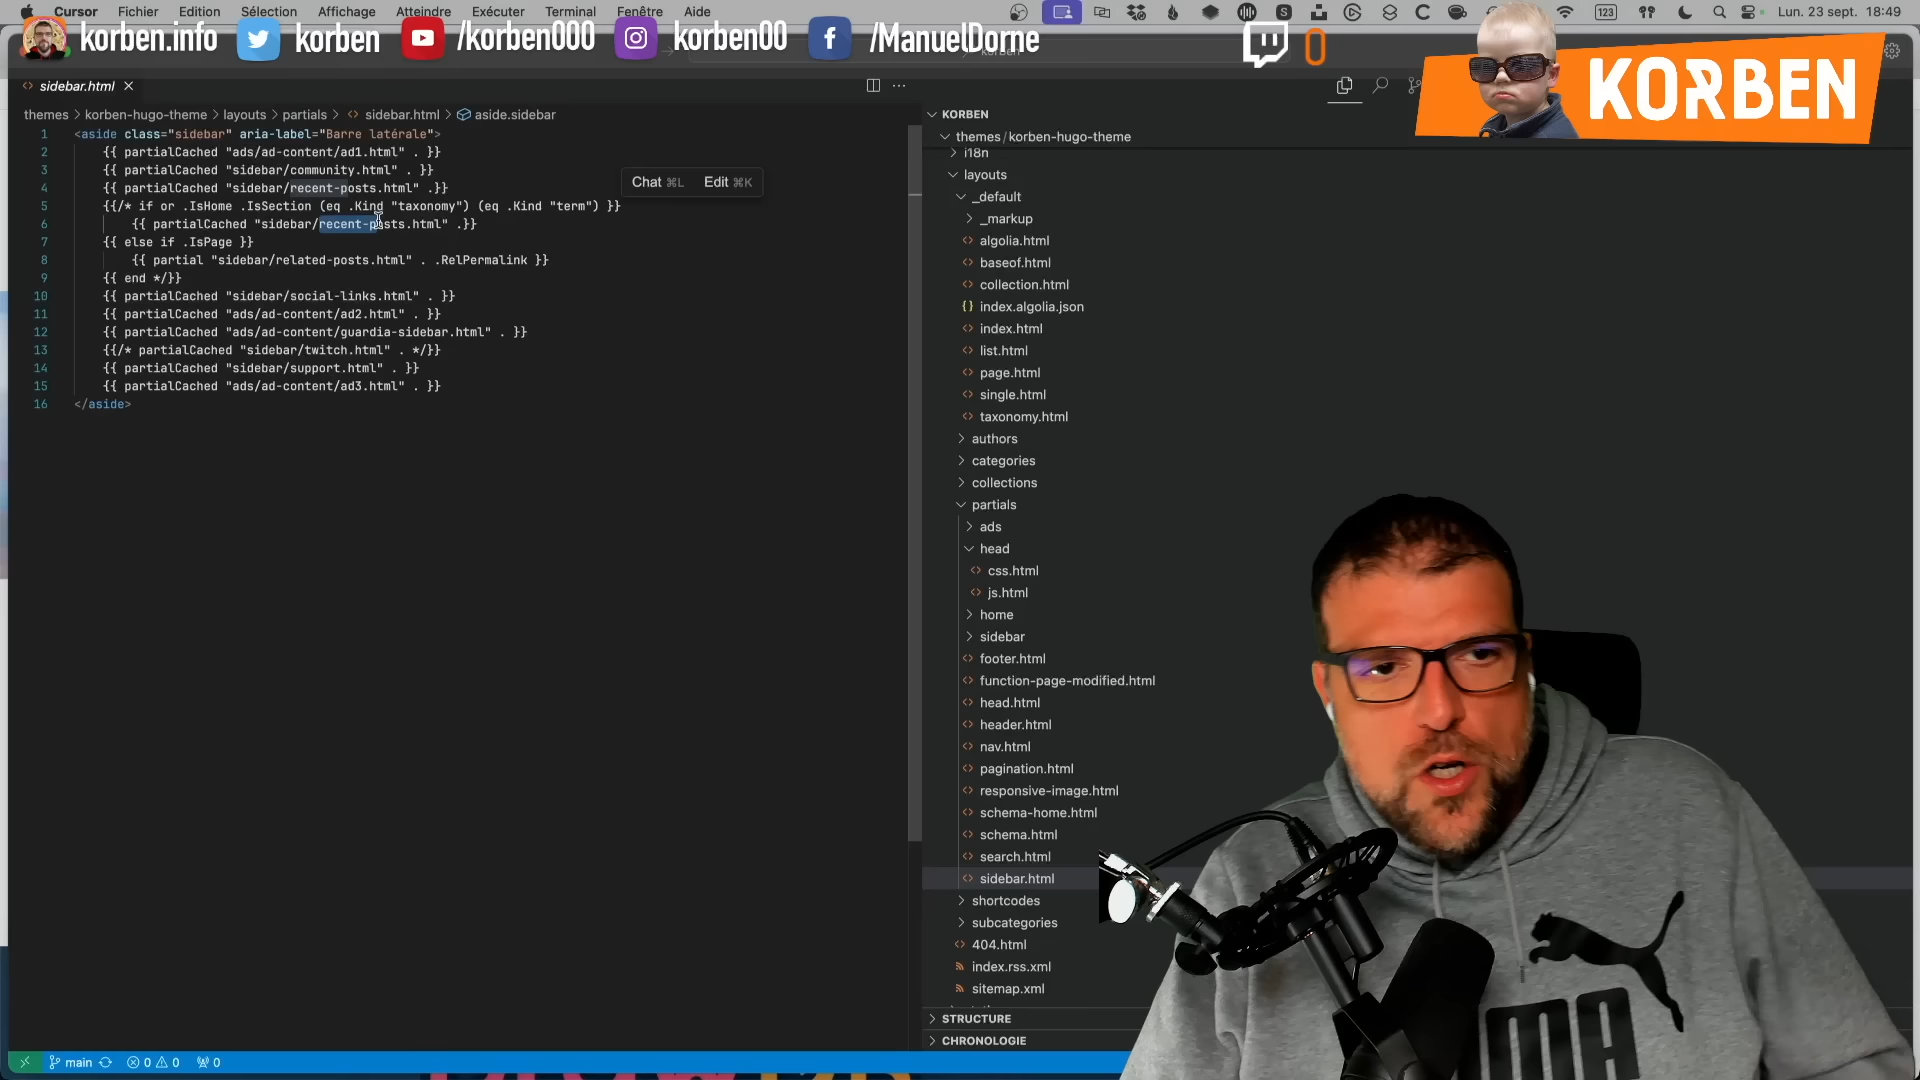 Cursor Fichier Edition Sélection Affichage Atteindre Exécuter Terminal Fenêtre Aide
123
Lun. 23 sept. 18:49
korben.info korben /korben000 korben00 /ManuelDorne
0
KORBEN
sidebar.html
themes > korben-hugo-theme > layouts > partials > sidebar.html > aside.sidebar
1 <aside class="sidebar" aria-label="Barre latérale">
2 {{ partialCached "ads/ad-content/ad1.html" . }}
3 {{ partialCached "sidebar/community.html" . }}
4 {{ partialCached "sidebar/recent-posts.html" .}}
5 {{/* if or .IsHome .IsSection (eq .Kind "taxonomy") (eq .Kind "term") }}
6 {{ partialCached "sidebar/recent-posts.html" .}}
7 {{ else if .IsPage }}
8 {{ partial "sidebar/related-posts.html" . .RelPermalink }}
9 {{ end */}}
10 {{ partialCached "sidebar/social-links.html" . }}
11 {{ partialCached "ads/ad-content/ad2.html" . }}
12 {{ partialCached "ads/ad-content/guardia-sidebar.html" . }}
13 {{/* partialCached "sidebar/twitch.html" . */}}
14 {{ partialCached "sidebar/support.html" . }}
15 {{ partialCached "ads/ad-content/ad3.html" . }}
16 </aside>
Chat ⌘L Edit ⌘K
KORBEN
themes / korben-hugo-theme
i18n
layouts
_default
_markup
algolia.html
baseof.html
collection.html
{} index.algolia.json
index.html
list.html
page.html
single.html
taxonomy.html
authors
categories
collections
partials
ads
head
css.html
js.html
home
sidebar
footer.html
function-page-modified.html
head.html
header.html
nav.html
pagination.html
responsive-image.html
schema-home.html
schema.html
search.html
sidebar.html
shortcodes
subcategories
404.html
index.rss.xml
sitemap.xml
STRUCTURE
CHRONOLOGIE
main 0 0 0